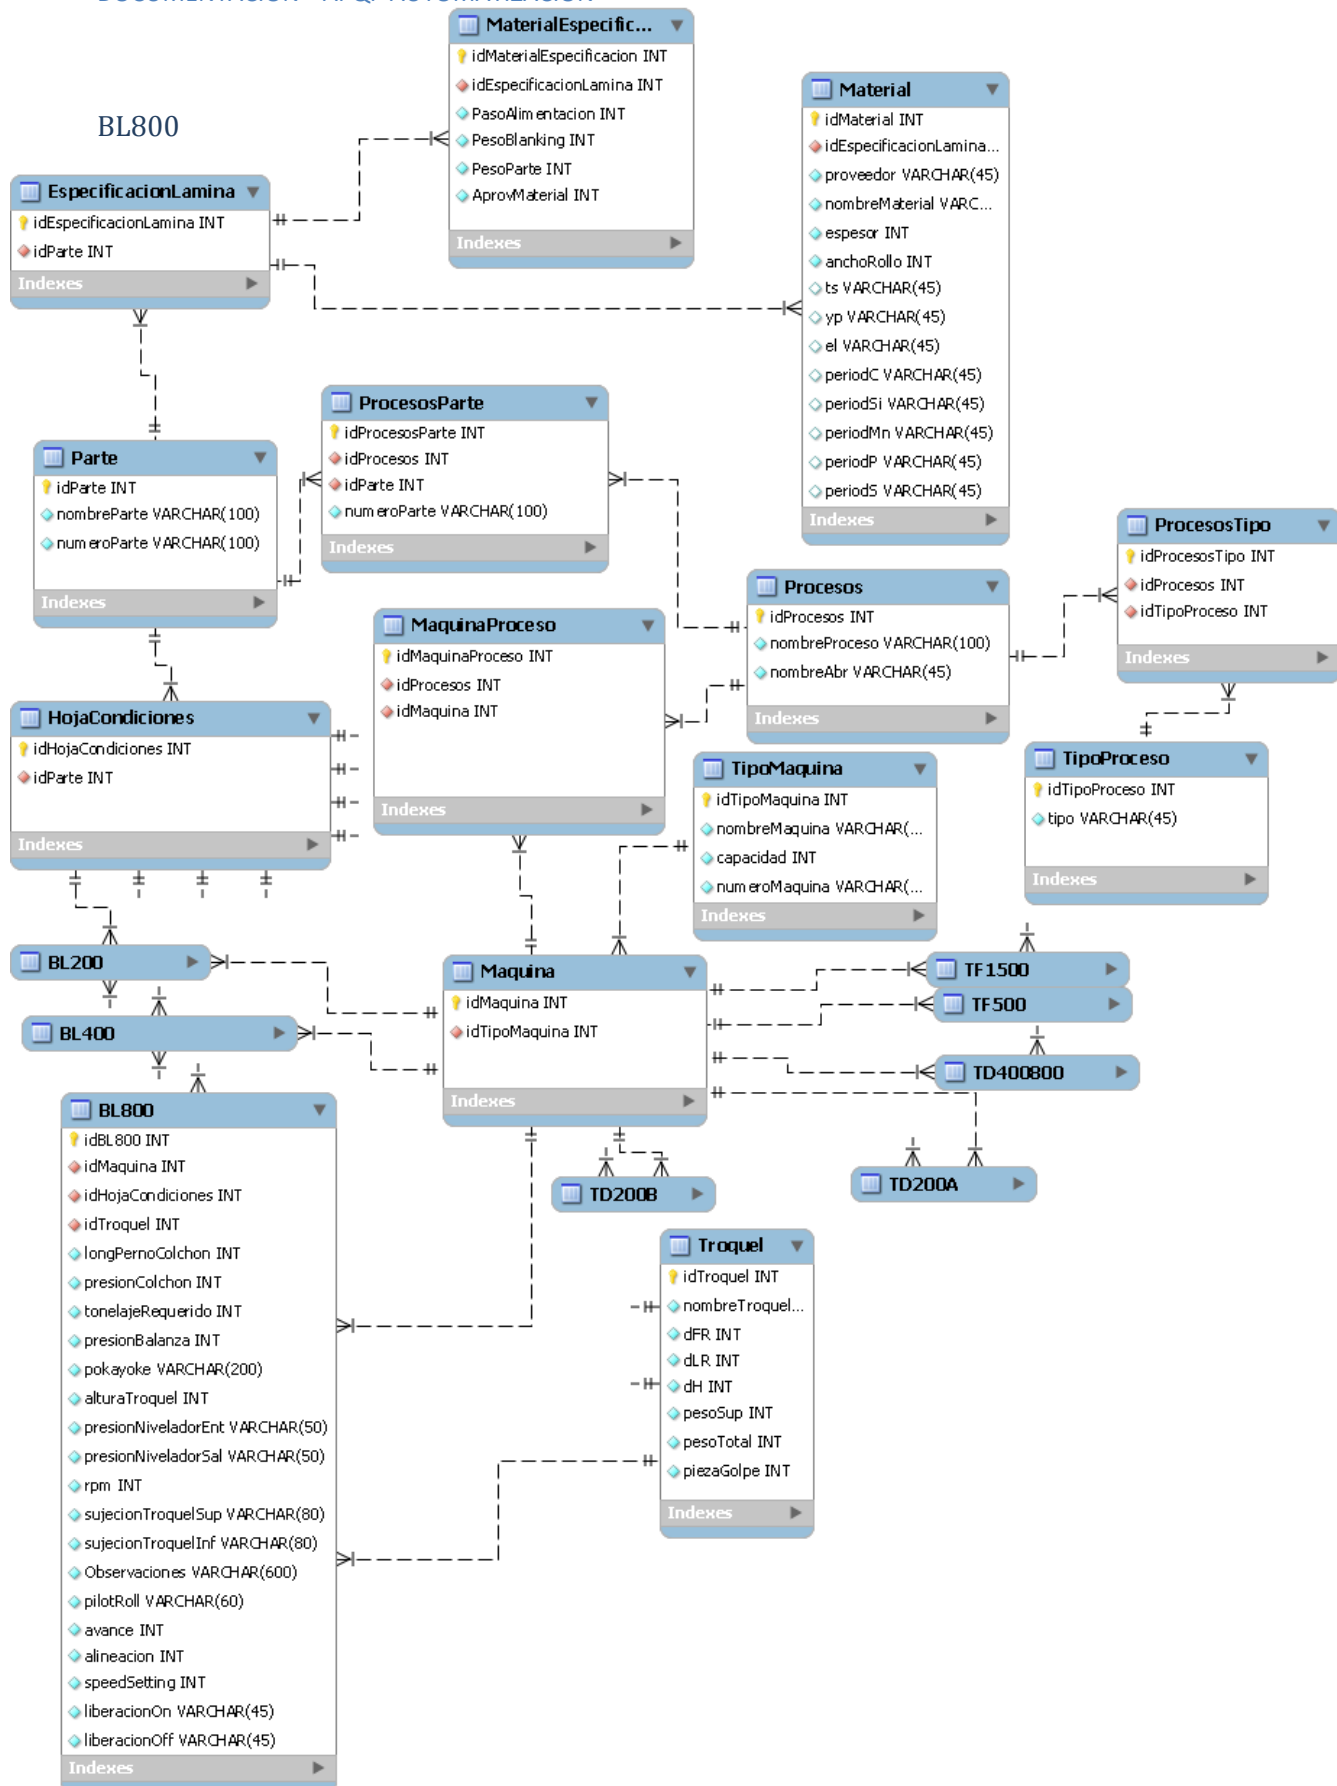 BL800
MaterialEspecific...
idMaterialEspecificacion INT
idEspecificacionLamina INT
PasoAlimentacion INT
PesoBlanking INT
PesoParte INT
AprovMaterial INT
Indexes
Material
idMaterial INT
idEspecificacionLamina...
proveedor VARCHAR(45)
nombreMaterial VARC...
espesor INT
anchoRollo INT
ts VARCHAR(45)
yp VARCHAR(45)
el VARCHAR(45)
periodC VARCHAR(45)
periodSi VARCHAR(45)
periodMn VARCHAR(45)
periodP VARCHAR(45)
periodS VARCHAR(45)
Indexes
EspecificacionLamina
idEspecificacionLamina INT
idParte INT
Indexes
ProcesosParte
idProcesosParte INT
idProcesos INT
idParte INT
numeroParte VARCHAR(100)
Indexes
Parte
idParte INT
nombreParte VARCHAR(100)
numeroParte VARCHAR(100)
Indexes
ProcesosTipo
idProcesosTipo INT
idProcesos INT
idTipoProceso INT
Indexes
Procesos
idProcesos INT
nombreProceso VARCHAR(100)
nombreAbr VARCHAR(45)
Indexes
MaquinaProceso
idMaquinaProceso INT
idProcesos INT
idMaquina INT
Indexes
HojaCondiciones
idHojaCondiciones INT
idParte INT
Indexes
TipoMaquina
idTipoMaquina INT
nombreMaquina VARCHAR(...
capacidad INT
numeroMaquina VARCHAR(...
Indexes
TipoProceso
idTipoProceso INT
tipo VARCHAR(45)
Indexes
BL200
BL400
Maquina
idMaquina INT
idTipoMaquina INT
Indexes
TF1500
TF500
TD400800
TD200A
TD200B
BL800
idBL800 INT
idMaquina INT
idHojaCondiciones INT
idTroquel INT
longPernoColchon INT
presionColchon INT
tonelajeRequerido INT
presionBalanza INT
pokayoke VARCHAR(200)
alturaTroquel INT
presionNiveladorEnt VARCHAR(50)
presionNiveladorSal VARCHAR(50)
rpm INT
sujecionTroquelSup VARCHAR(80)
sujecionTroquelInf VARCHAR(80)
Observaciones VARCHAR(600)
pilotRoll VARCHAR(60)
avance INT
alineacion INT
speedSetting INT
liberacionOn VARCHAR(45)
liberacionOff VARCHAR(45)
Indexes
Troquel
idTroquel INT
nombreTroquel...
dFR INT
dLR INT
dH INT
pesoSup INT
pesoTotal INT
piezaGolpe INT
Indexes